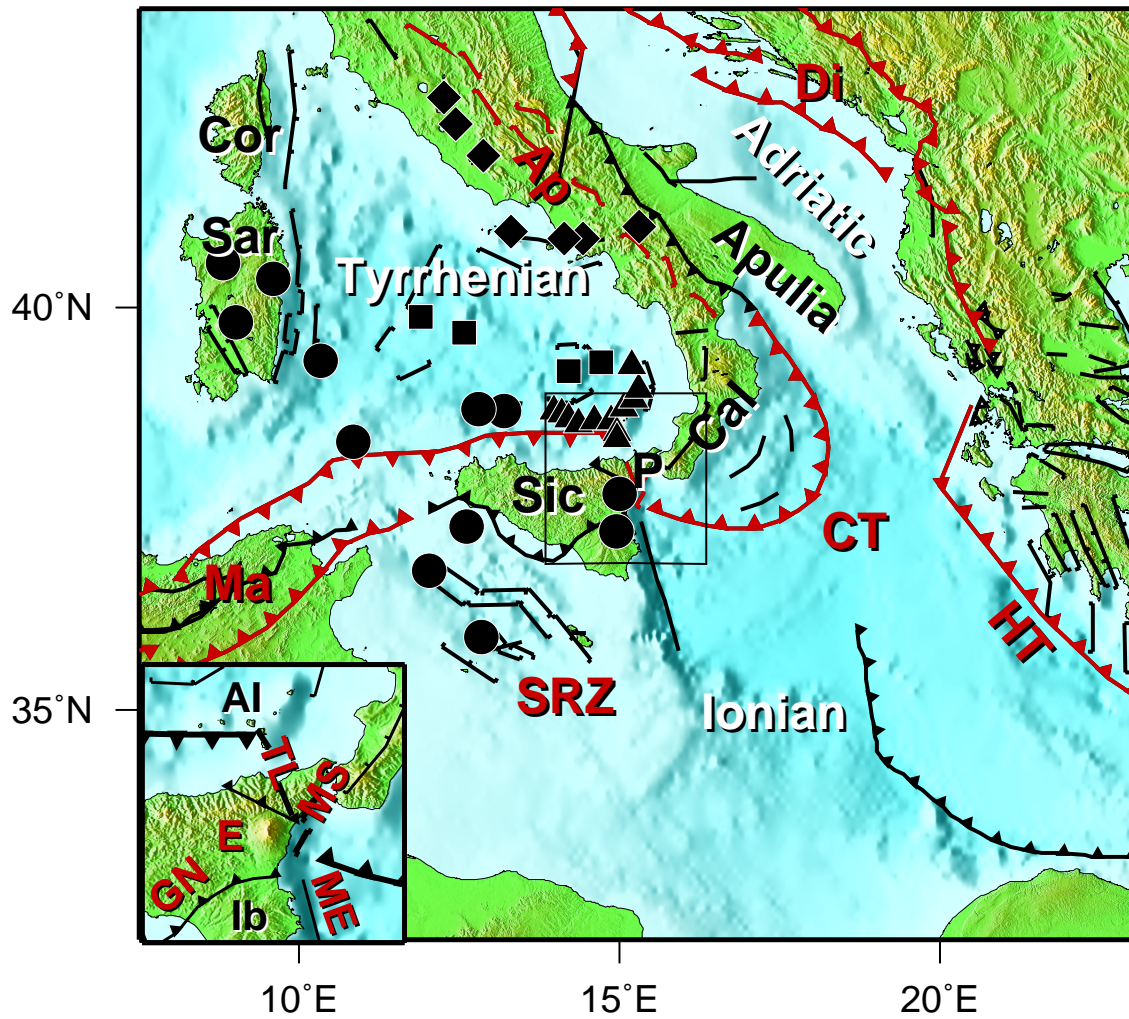 Di
Cor
Adriatic
Ap
Sar
Apulia
Tyrrhenian
40°N
Cal
P
Sic
CT
Ma
HT
SRZ
35°N
Ionian
AI
TL
MS
E
GN
ME
Ib
10°E
15°E
20°E